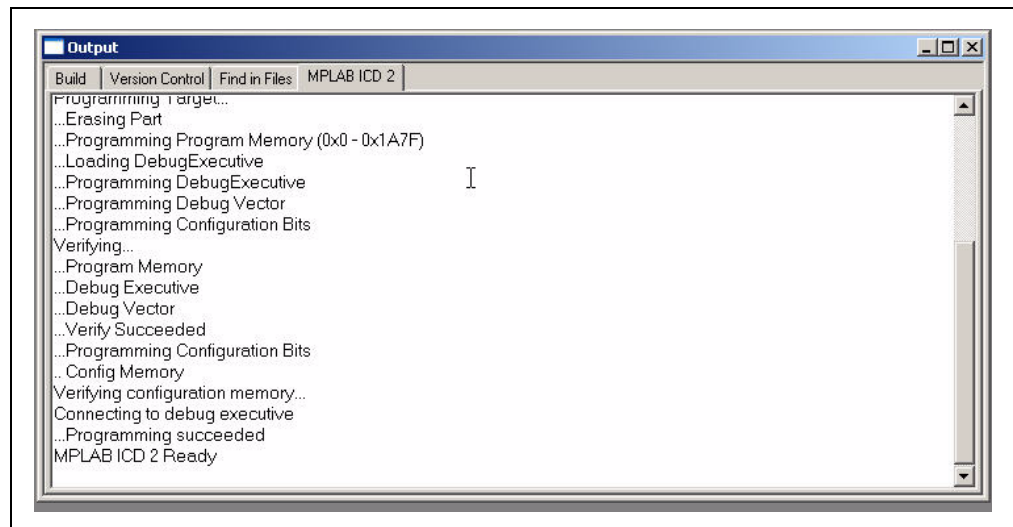 Output
Build Version Control Find in Files MPLAB ICD 2
Programming Target...
...Erasing Part
...Programming Program Memory (0x0 - 0x1A7F)
...Loading DebugExecutive
...Programming DebugExecutive
...Programming Debug Vector
...Programming Configuration Bits
Verifying...
...Program Memory
...Debug Executive
...Debug Vector
...Verify Succeeded
...Programming Configuration Bits
.. Config Memory
Verifying configuration memory...
Connecting to debug executive
...Programming succeeded
MPLAB ICD 2 Ready